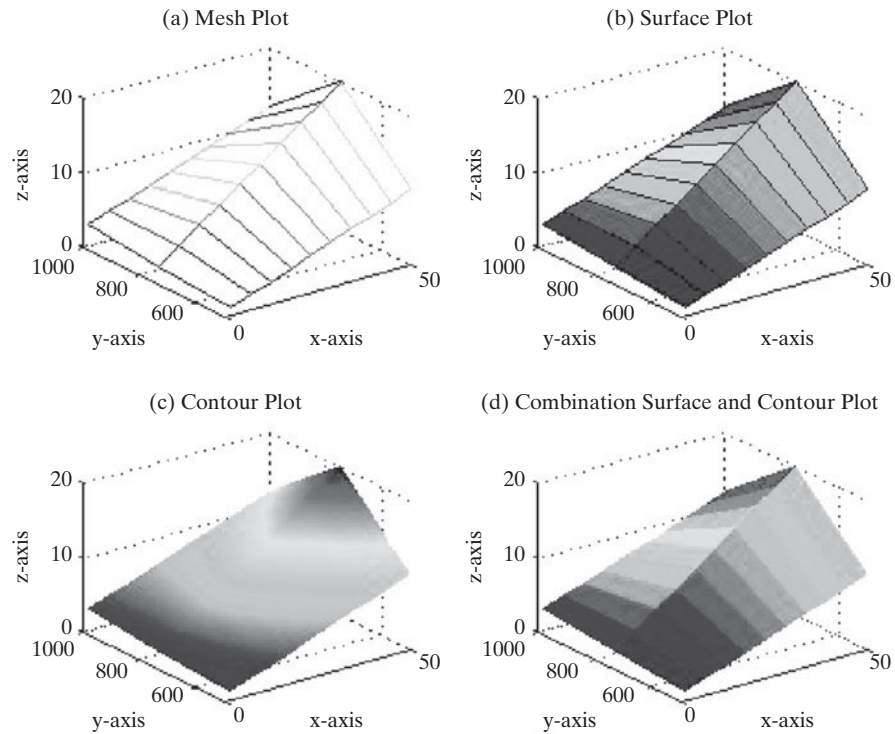 (a) Mesh Plot
20
10
0
z-axis
1000
800
600
y-axis
0
x-axis
50
(b) Surface Plot
20
10
0
z-axis
1000
800
600
y-axis
0
x-axis
50
(c) Contour Plot
20
10
0
z-axis
1000
800
600
y-axis
0
x-axis
50
(d) Combination Surface and Contour Plot
20
10
0
z-axis
1000
800
600
y-axis
0
x-axis
50